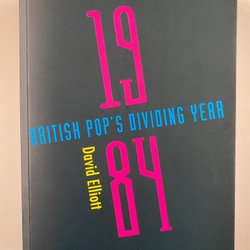 19
BRITISH POP'S DIVIDING YEAR
David Elliott
84